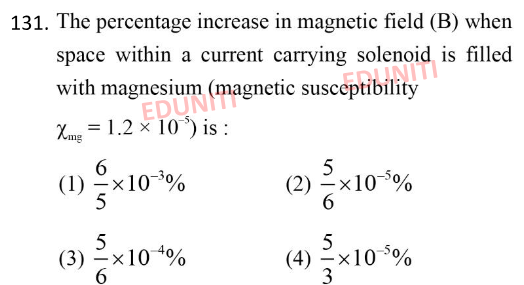 131. The percentage increase in magnetic field (B) when
space within a current carrying solenoid is filled
with magnesium (magnetic susceptibility
χmg = 1.2 × 10⁻⁵) is :
(1) 6/5 ×10⁻³% (2) 5/6 ×10⁻⁵%
(3) 5/6 ×10⁻⁴% (4) 5/3 ×10⁻⁵%
EDUNITI
EDUNITI